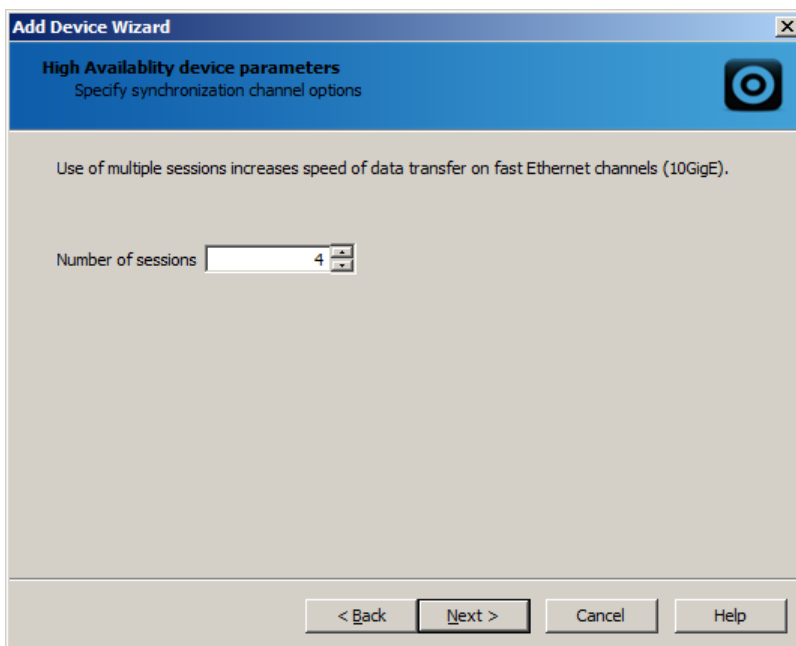 Add Device Wizard
High Availablity device parameters
Specify synchronization channel options
Use of multiple sessions increases speed of data transfer on fast Ethernet channels (10GigE).
Number of sessions 4
< Back Next > Cancel Help